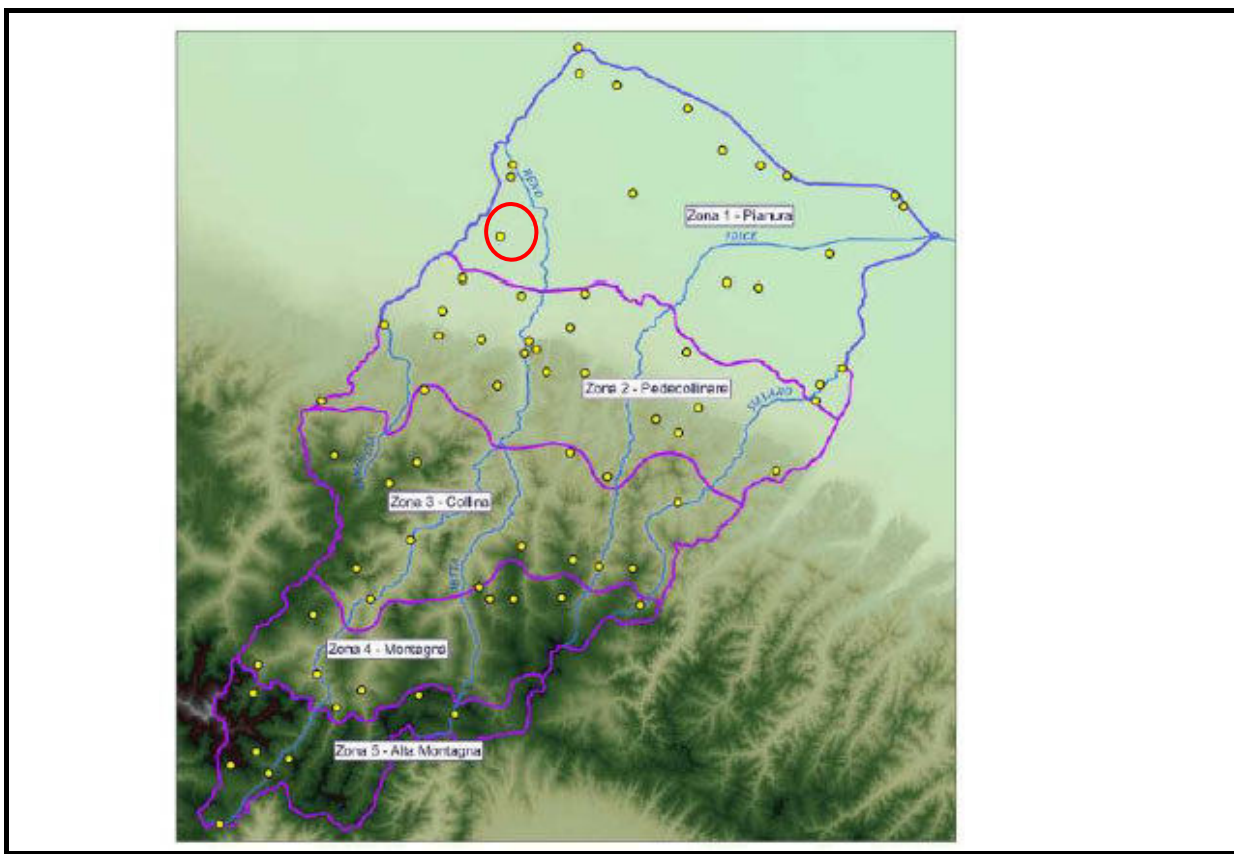 RENO
Zona 1 - Pianura
IDICE
Zona 2 - Pedecollinare
SILLARO
Zona 3 - Collina
SETTA
Zona 4 - Montagna
Zona 5 - Alta Montagna